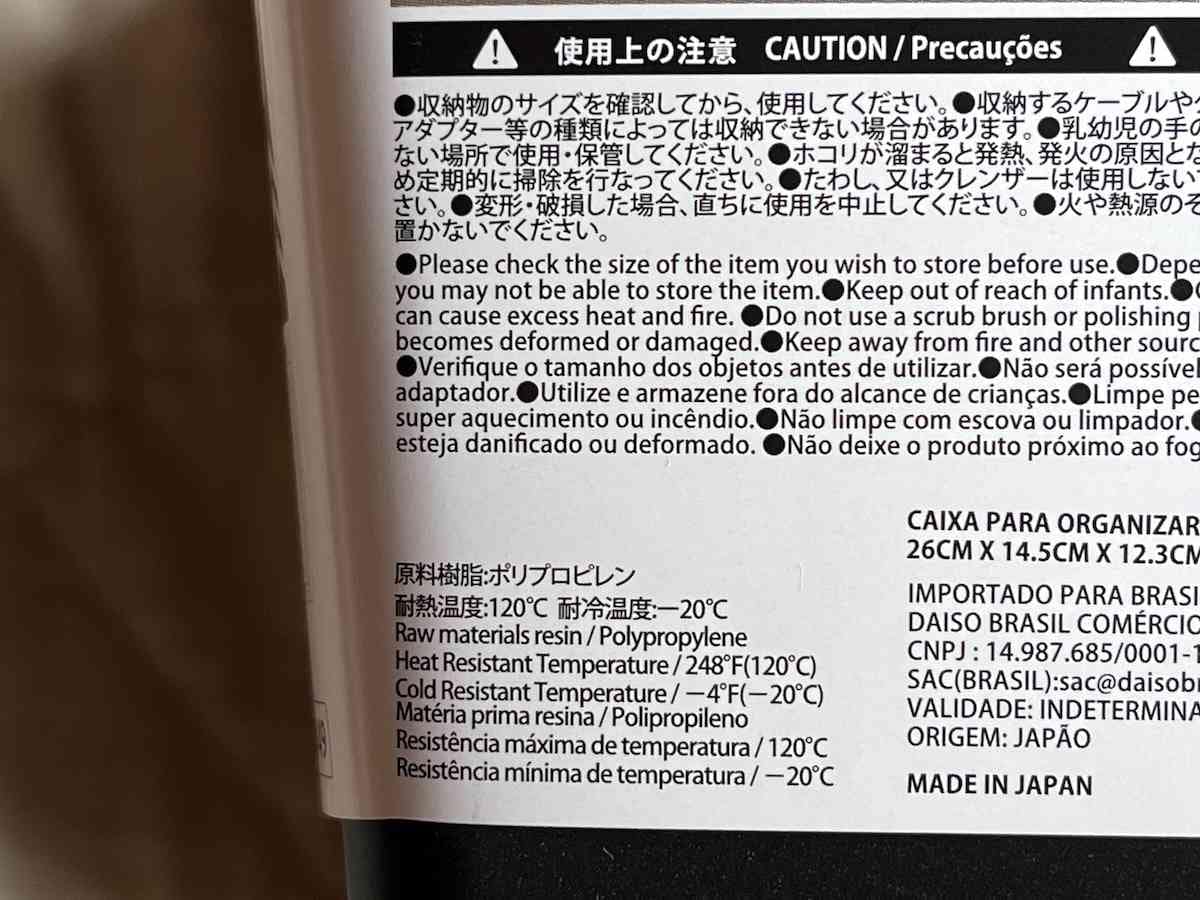 使用上の注意 CAUTION / Precauções
●収納物のサイズを確認してから、使用してください。●収納するケーブルや
アダプター等の種類によっては収納できない場合があります。●乳幼児の手の
ない場所で使用・保管してください。●ホコリが溜まると発熱、発火の原因とな
め定期的に掃除を行なってください。●たわし、又はクレンザーは使用しない
さい。●変形・破損した場合、直ちに使用を中止してください。●火や熱源のそ
置かないでください。
●Please check the size of the item you wish to store before use.●Depe
you may not be able to store the item.●Keep out of reach of infants.●
can cause excess heat and fire. ●Do not use a scrub brush or polishing
becomes deformed or damaged.●Keep away from fire and other sourc
●Verifique o tamanho dos objetos antes de utilizar.●Não será possível
adaptador.●Utilize e armazene fora do alcance de crianças.●Limpe pe
super aquecimento ou incêndio.●Não limpe com escova ou limpador.●
esteja danificado ou deformado. ●Não deixe o produto próximo ao fog
原料樹脂:ポリプロピレン
耐熱温度:120℃ 耐冷温度:−20℃
Raw materials resin / Polypropylene
Heat Resistant Temperature / 248°F(120℃)
Cold Resistant Temperature / −4°F(−20℃)
Matéria prima resina / Polipropileno
Resistência máxima de temperatura / 120℃
Resistência mínima de temperatura / −20℃
CAIXA PARA ORGANIZAR
26CM X 14.5CM X 12.3CM
IMPORTADO PARA BRASI
DAISO BRASIL COMÉRCIO
CNPJ : 14.987.685/0001-1
SAC(BRASIL):sac@daisobr
VALIDADE: INDETERMINA
ORIGEM: JAPÃO
MADE IN JAPAN